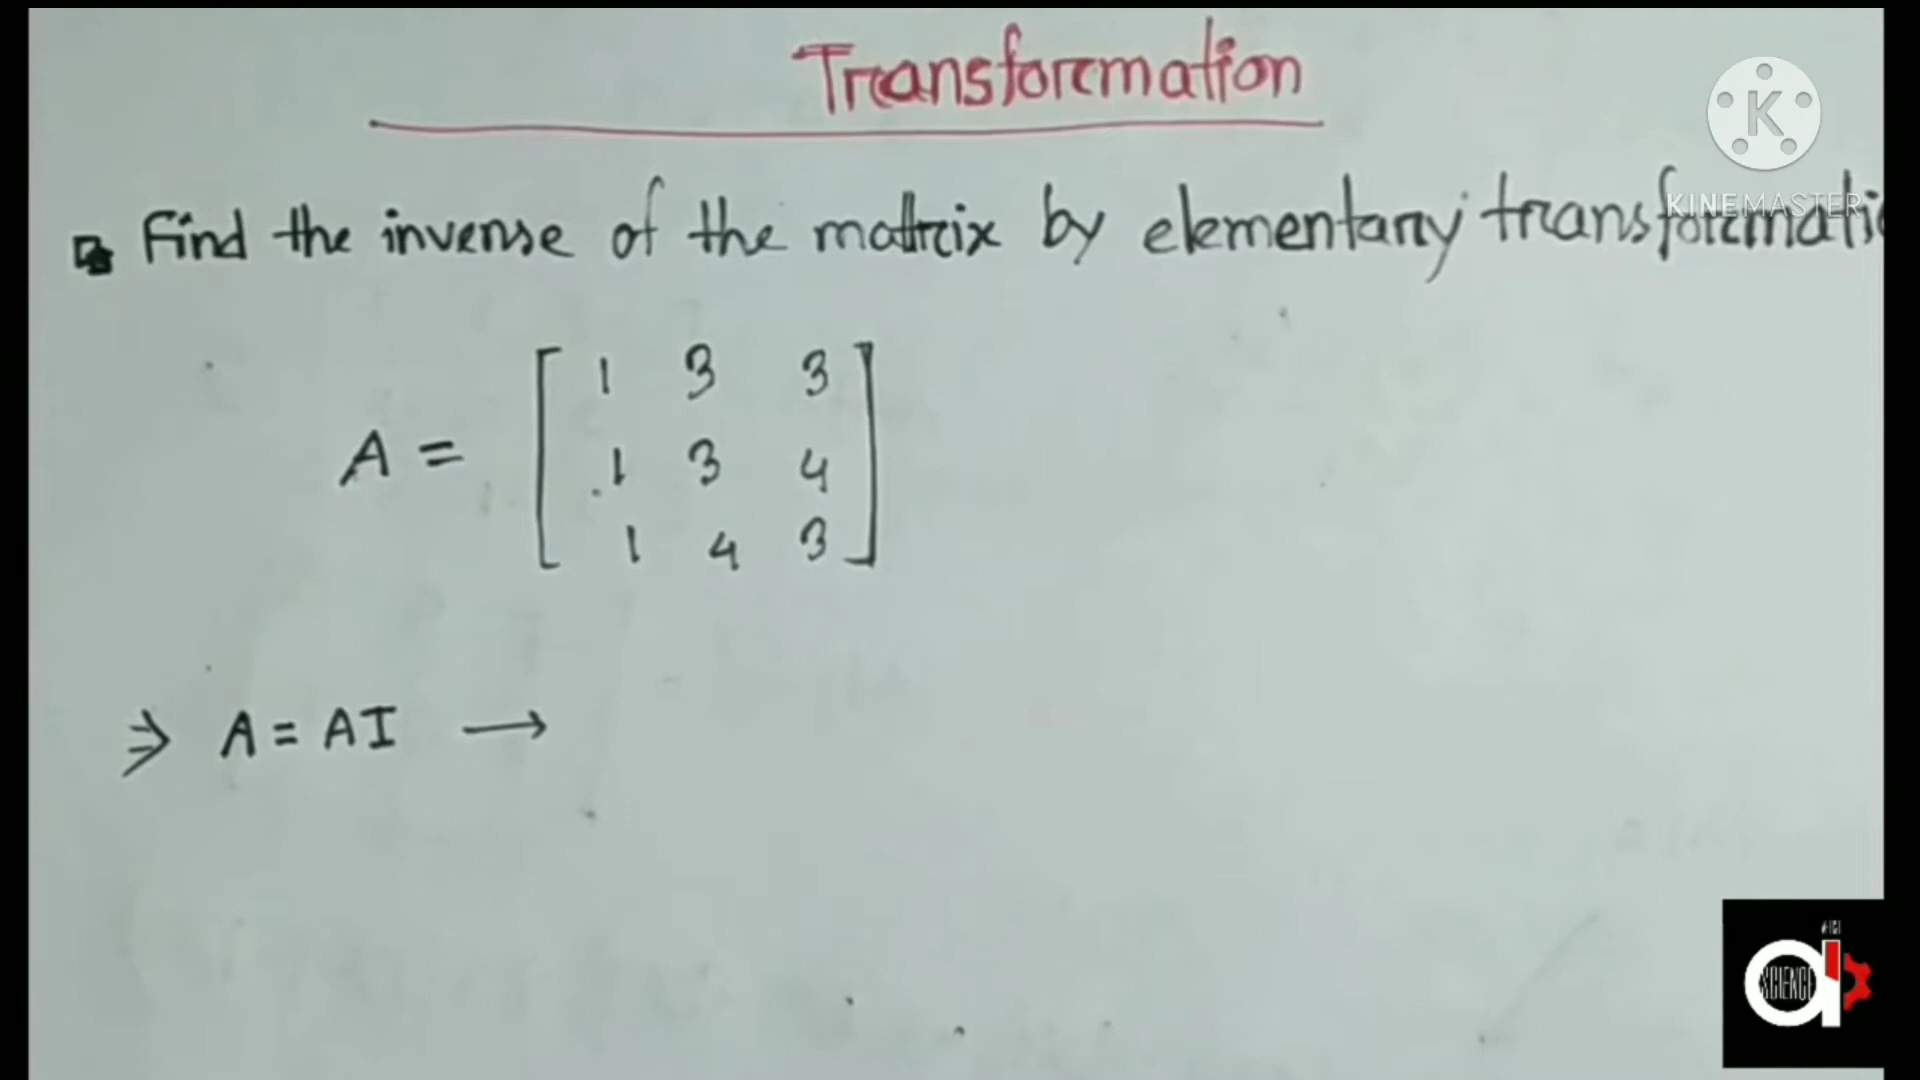 Transformation
K
KINEMASTER
Find the inverse of the matrix by elementary transformati
A = [ 1 3 3
1 3 4
1 4 3 ]
⇒ A = AI →
SCIENCE